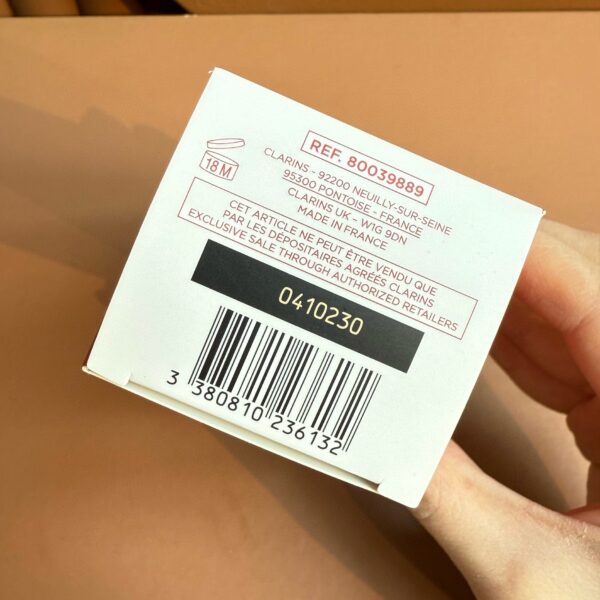 18 M
REF. 80039889
CLARINS - 92200 NEUILLY-SUR-SEINE
95300 PONTOISE - FRANCE
CLARINS UK - W1G 9DN
MADE IN FRANCE
CET ARTICLE NE PEUT ÊTRE VENDU QUE
PAR LES DÉPOSITAIRES AGRÉÉS CLARINS
EXCLUSIVE SALE THROUGH AUTHORIZED RETAILERS
0410230
3 380810 236132